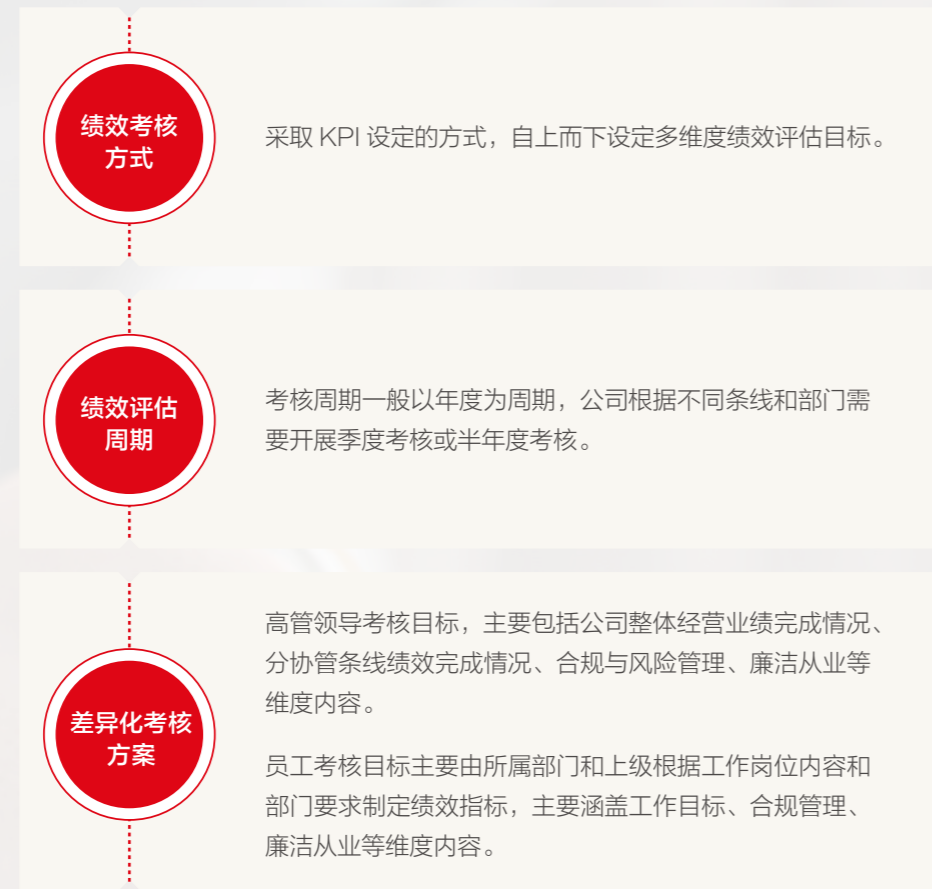 绩效考核
方式
采取 KPI 设定的方式，自上而下设定多维度绩效评估目标。
绩效评估
周期
考核周期一般以年度为周期，公司根据不同条线和部门需
要开展季度考核或半年度考核。
差异化考核
方案
高管领导考核目标，主要包括公司整体经营业绩完成情况、
分协管条线绩效完成情况、合规与风险管理、廉洁从业等
维度内容。
员工考核目标主要由所属部门和上级根据工作岗位内容和
部门要求制定绩效指标，主要涵盖工作目标、合规管理、
廉洁从业等维度内容。